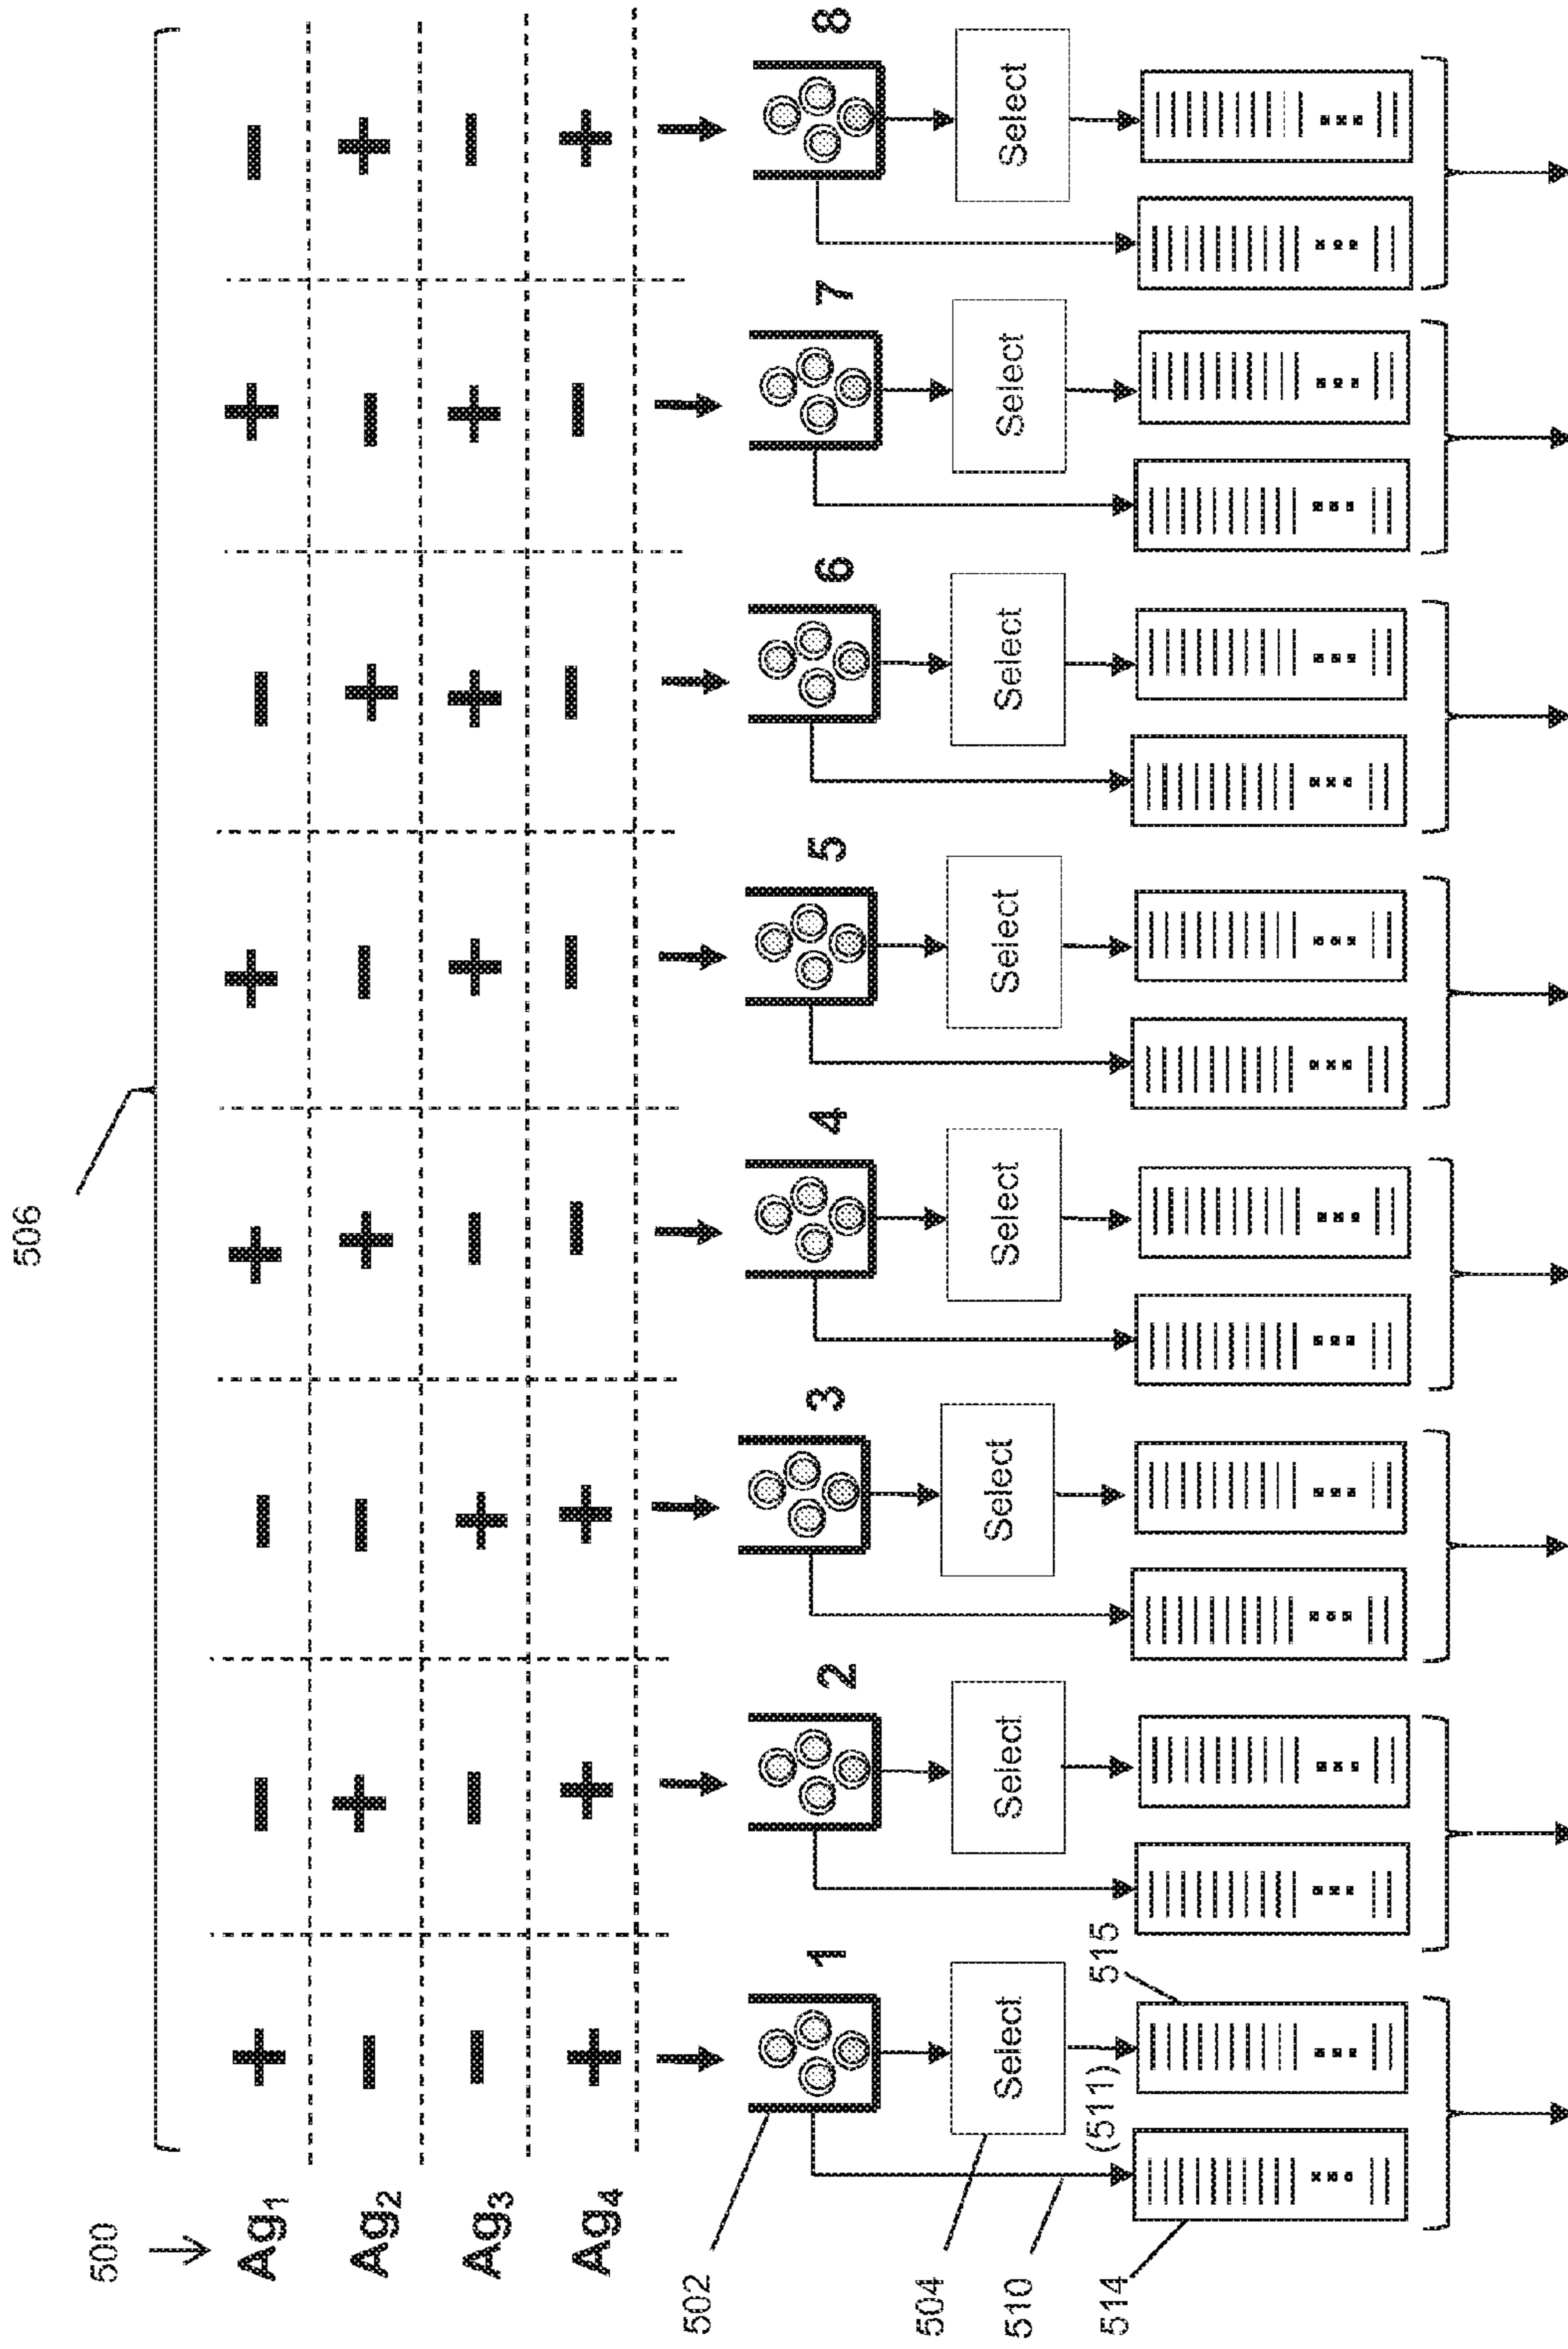 506
500
Ag1 + − − + + − + −
Ag2 − + − + − + − +
Ag3 − − + − + + + −
Ag4 + + + − − − − +
1 2 3 4 5 6 7 8
502
Select Select Select Select Select Select Select Select
504
510
(511)
515
514